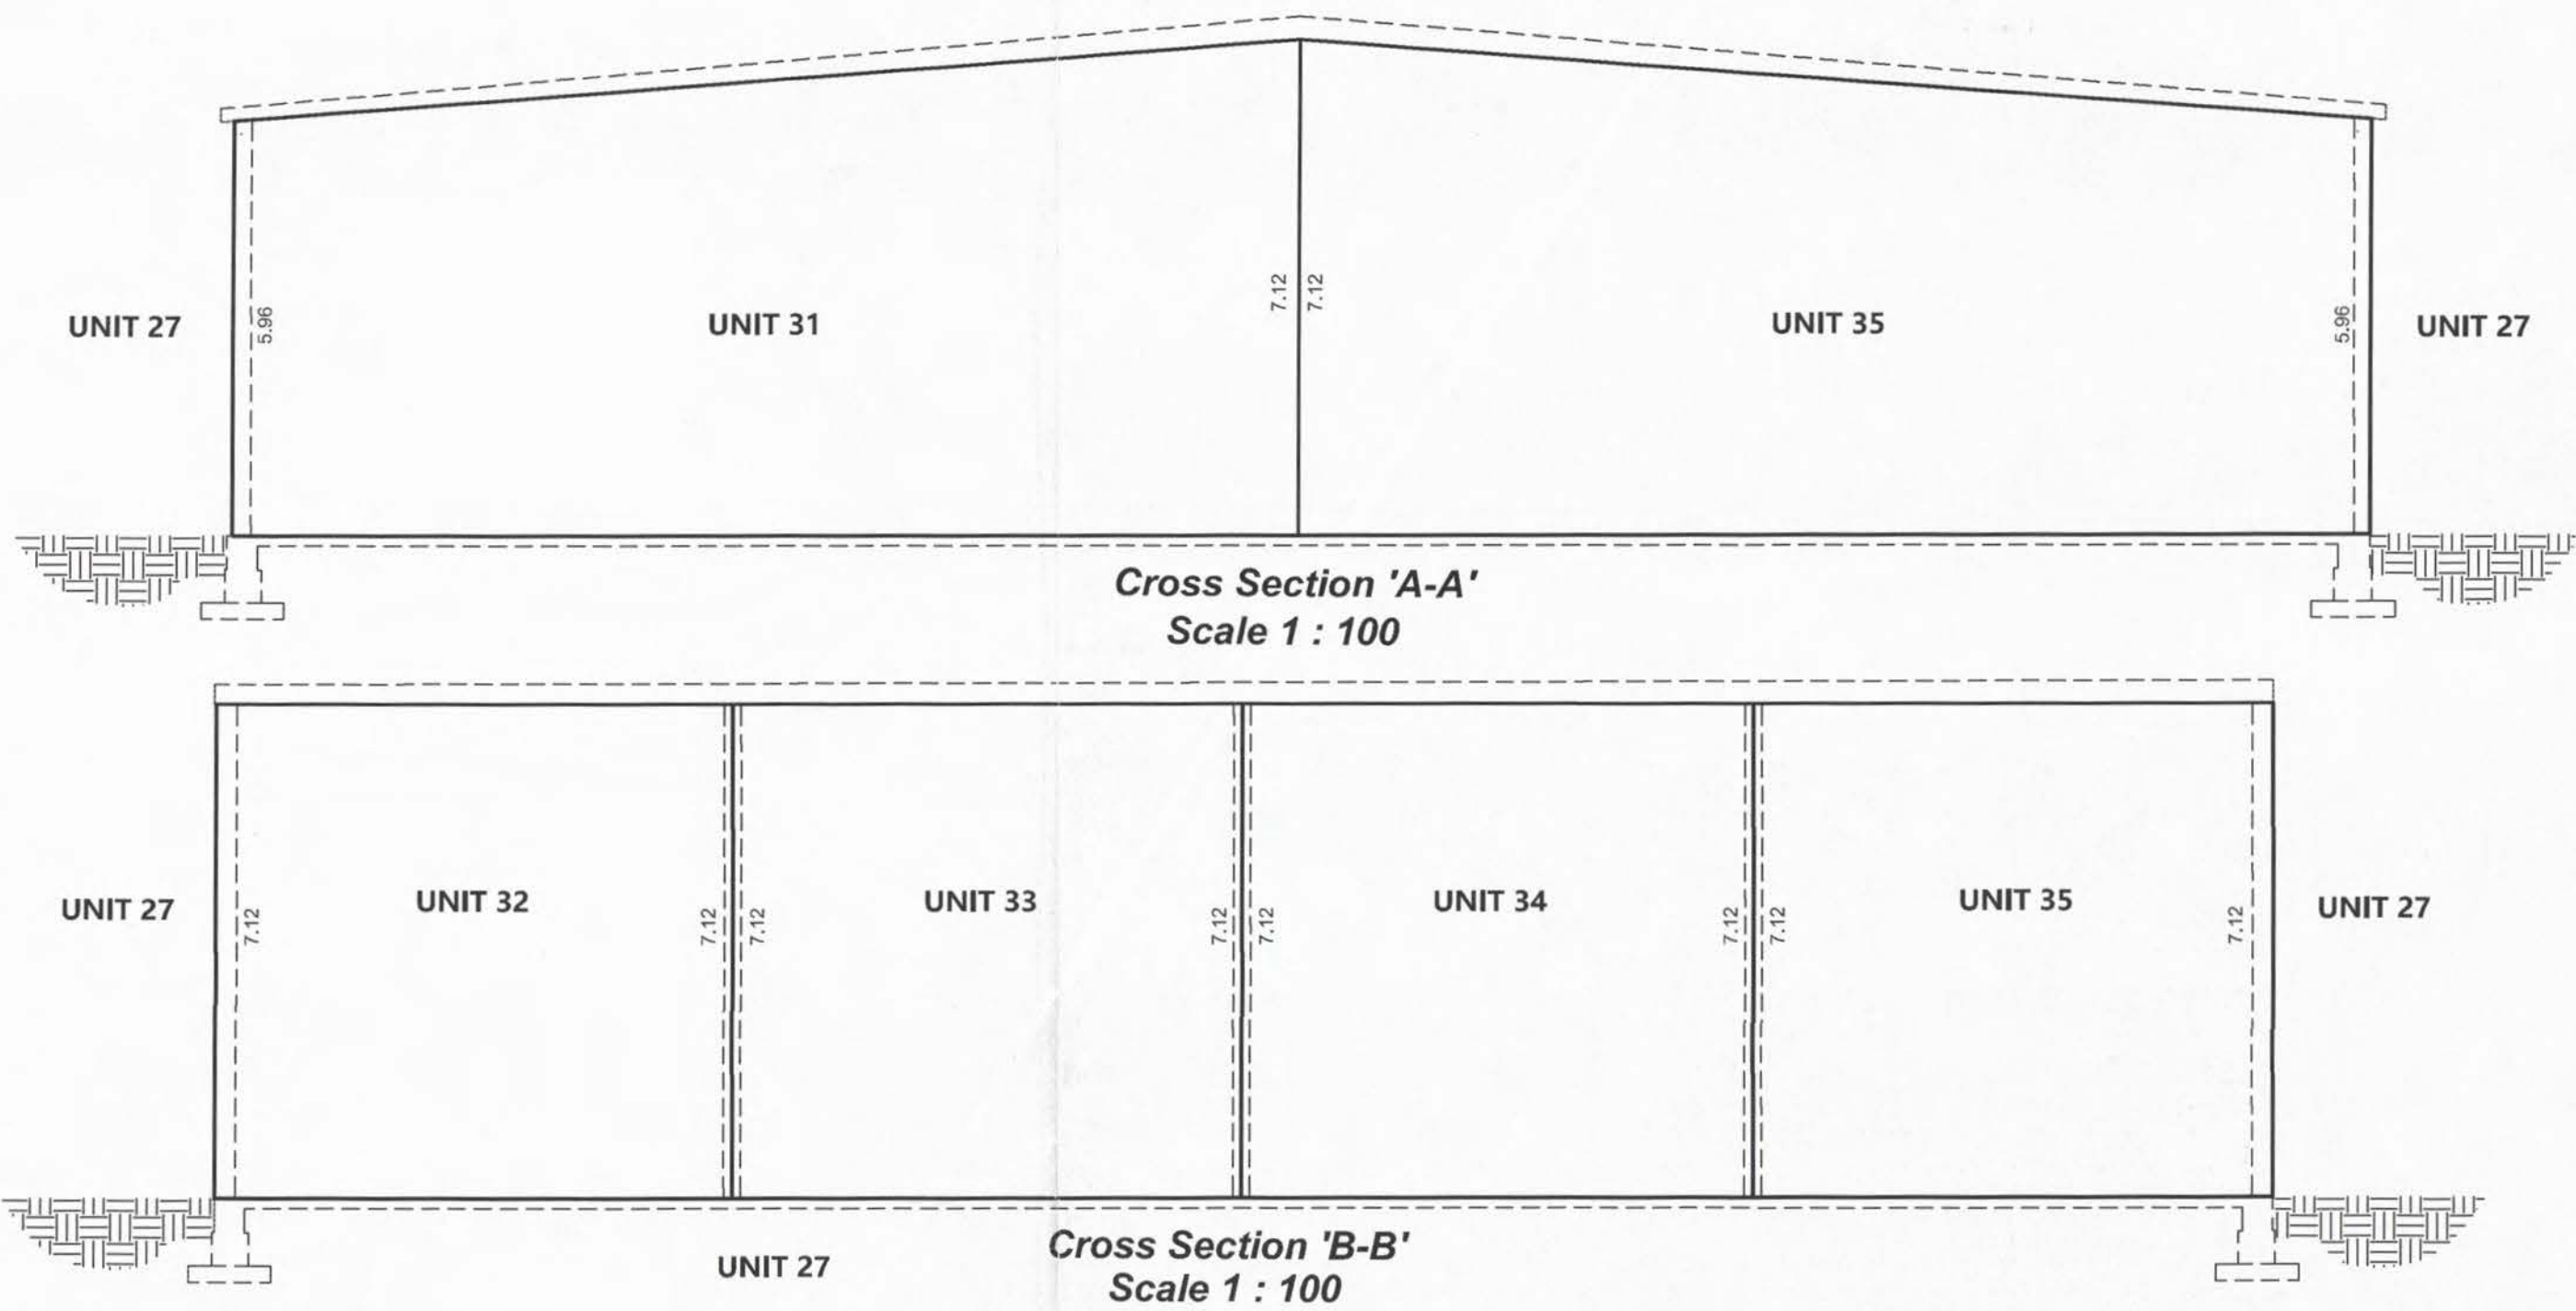 UNIT 27
5.96
UNIT 31
7.12
7.12
UNIT 35
5.96
UNIT 27
Cross Section 'A-A'
Scale 1 : 100
UNIT 27
7.12
UNIT 32
7.12
7.12
UNIT 33
7.12
7.12
UNIT 34
7.12
7.12
UNIT 35
7.12
UNIT 27
UNIT 27
Cross Section 'B-B'
Scale 1 : 100